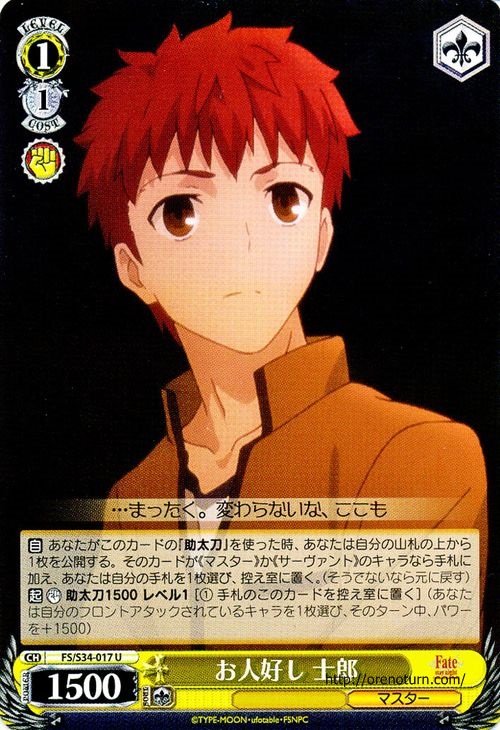 LEVEL
1
1
COST
…まったく。変わらないな、ここも
自 あなたがこのカードの「助太刀」を使った時、あなたは自分の山札の上から
1枚を公開する。そのカードが《マスター》か《サーヴァント》のキャラなら手札に
加え、あなたは自分の手札を1枚選び、控え室に置く。(そうでないなら元に戻す)
起 助太刀1500 レベル1 [① 手札のこのカードを控え室に置く] (あなたは
自分のフロントアタックされているキャラを1枚選び、そのターン中、パワー
を+1500)
CH FS/S34-017 U
お人好し 士郎
Fate
stay night
POWER
1500
SOUL
マスター
http://orenoturn.com/
©TYPE-MOON・ufotable・FSNPC